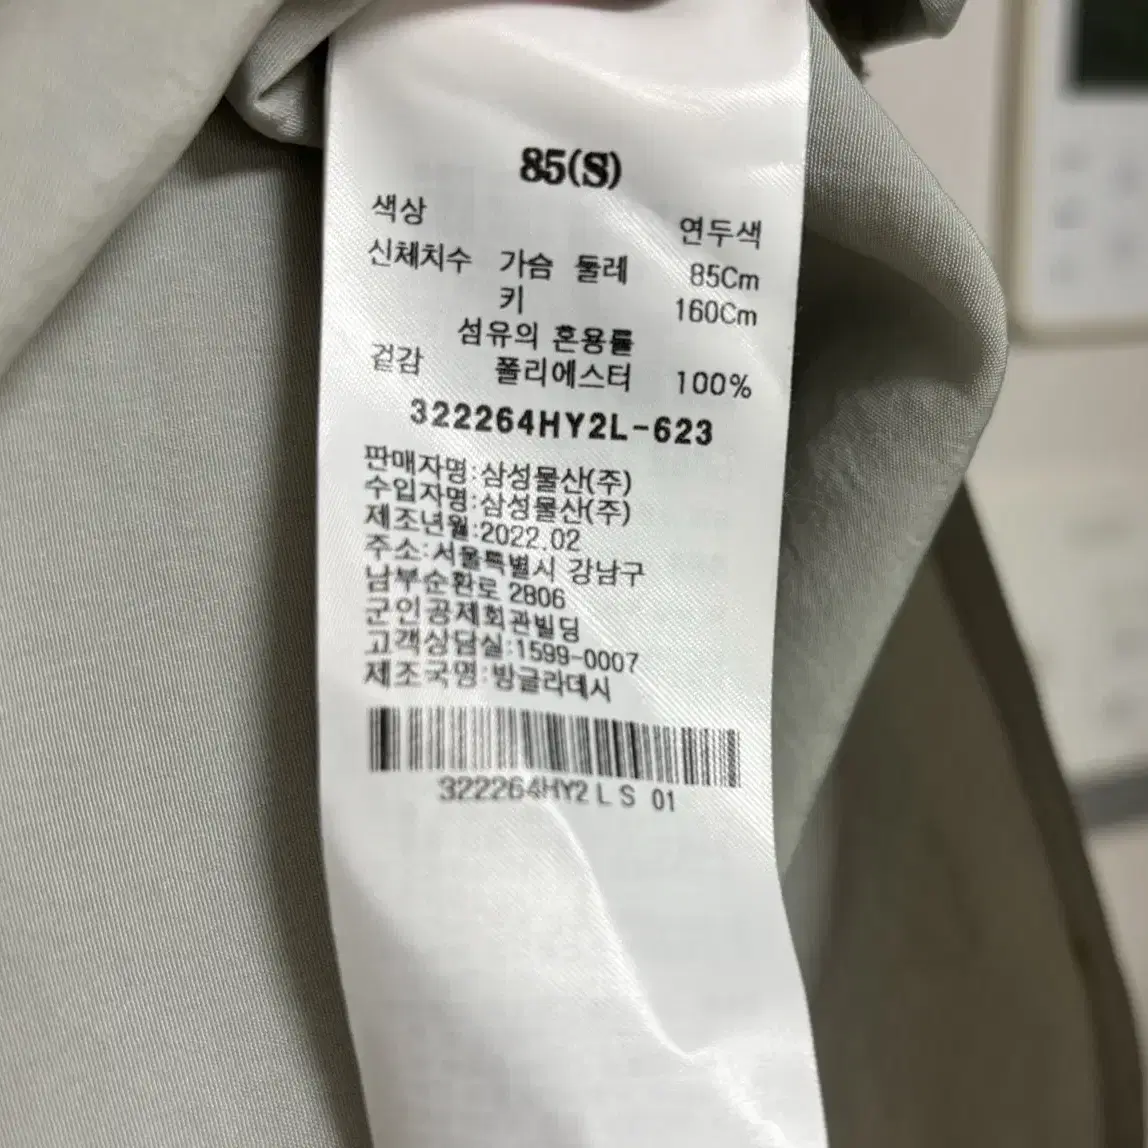 85(S)
색상 연두색
신체치수 가슴 둘레 85Cm
키 160Cm
섬유의 혼용률
겉감 폴리에스터 100%
322264HY2L-623
판매자명:삼성물산(주)
수입자명:삼성물산(주)
제조년월:2022.02
주소:서울특별시 강남구
남부순환로 2806
군인공제회관빌딩
고객상담실:1599-0007
제조국명:방글라데시
322264HY2 L S 01